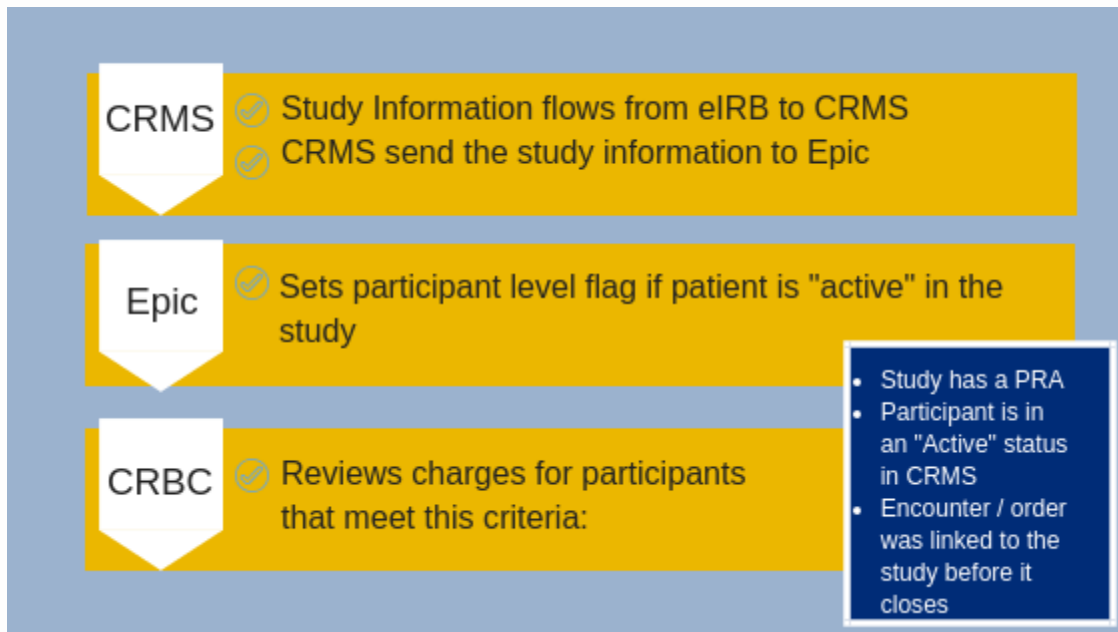 CRMS
Study Information flows from eIRB to CRMS
CRMS send the study information to Epic
Epic
Sets participant level flag if patient is "active" in the
study
CRBC
Reviews charges for participants
that meet this criteria:
• Study has a PRA
• Participant is in
an "Active" status
in CRMS
• Encounter / order
was linked to the
study before it
closes